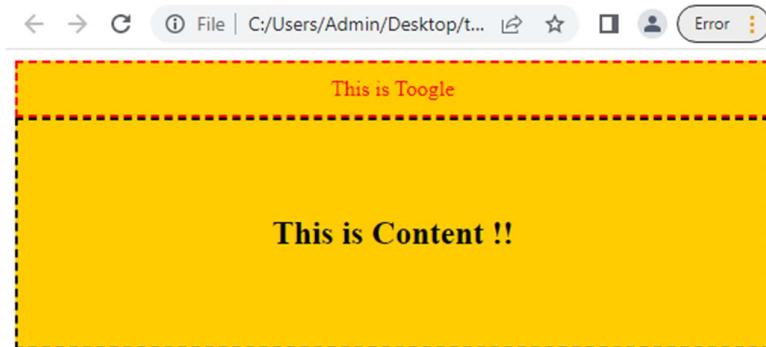 File | C:/Users/Admin/Desktop/t... Error
This is Toogle
This is Content !!